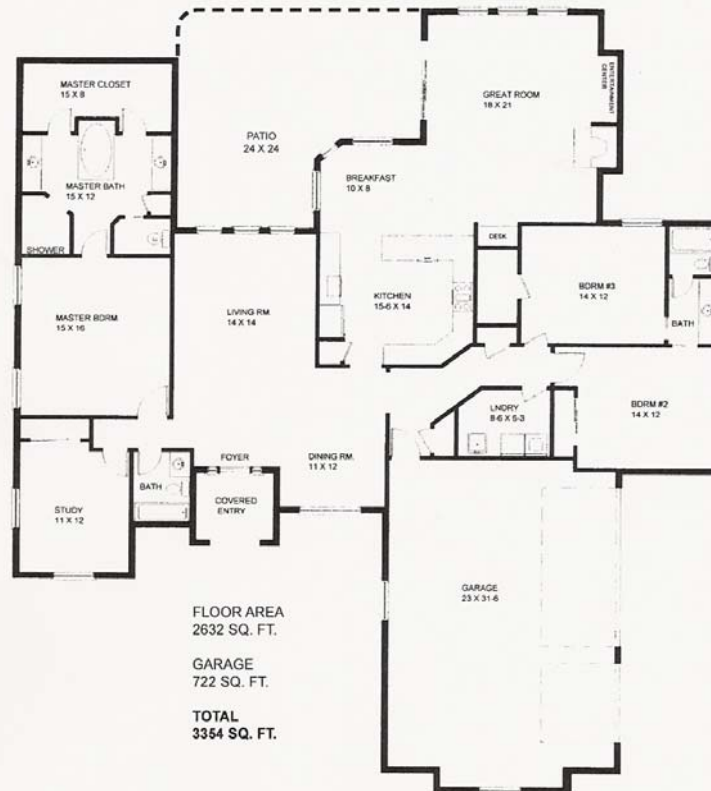 MASTER CLOSET
15 X 8
ENTERTAINMENT
CENTER
GREAT ROOM
18 X 21
PATIO
24 X 24
BREAKFAST
10 X 8
MASTER BATH
15 X 12
SHOWER
DESK
BDRM #3
14 X 12
KITCHEN
15-6 X 14
LIVING RM.
14 X 14
MASTER BDRM.
15 X 16
BATH
BDRM #2
14 X 12
LNDRY
8-6 X 5-3
DINING RM.
11 X 12
FOYER
BATH
COVERED
ENTRY
STUDY
11 X 12
GARAGE
23 X 31-6
FLOOR AREA
2632 SQ. FT.
GARAGE
722 SQ. FT.
TOTAL
3354 SQ. FT.